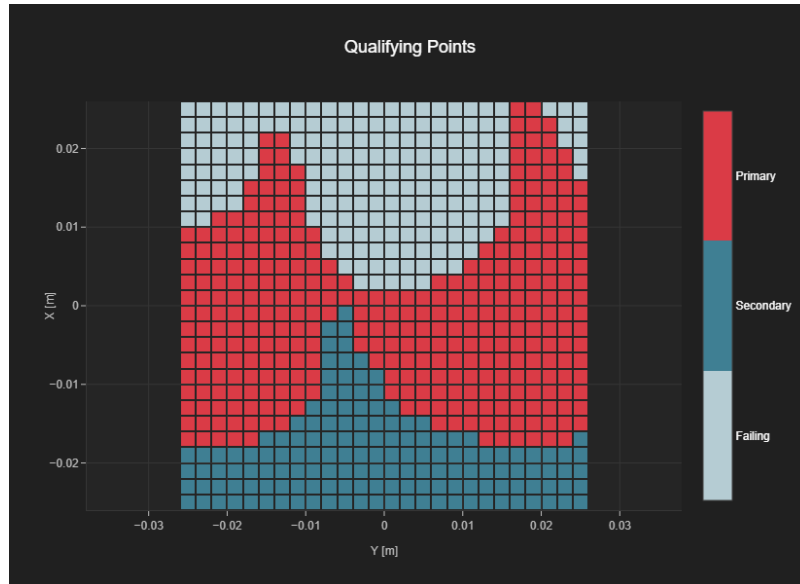 Qualifying Points
Primary
Secondary
Failing
0.02
0.01
0
−0.01
−0.02
X [m]
−0.03
−0.02
−0.01
0
0.01
0.02
0.03
Y [m]